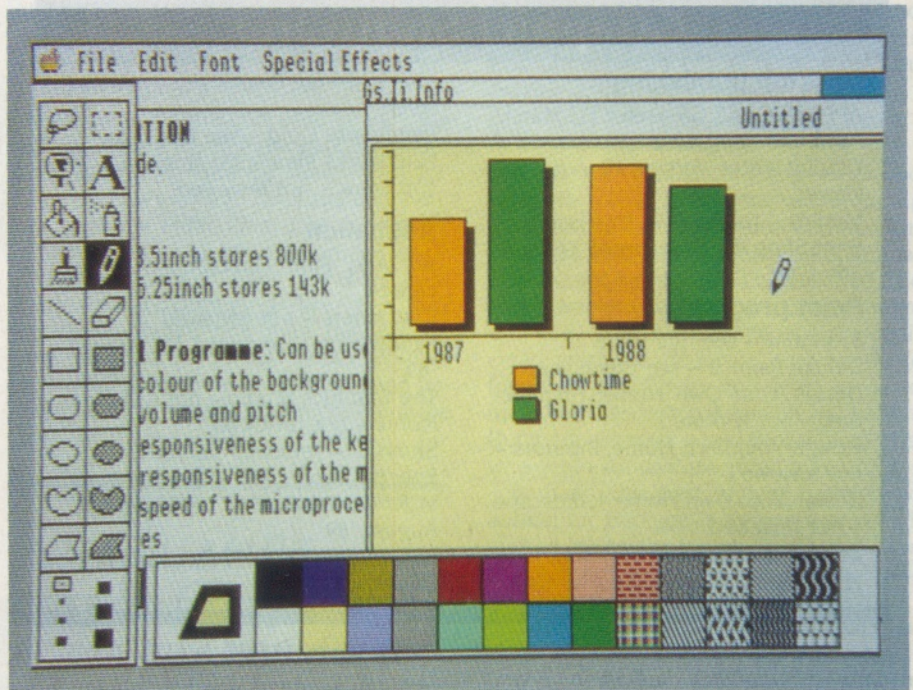 File Edit Font Special Effects
Gs.Ii.Info
Untitled
ATION
de.
3.5inch stores 800k
5.25inch stores 143k
l Programme: Can be use
colour of the background
volume and pitch
esponsiveness of the ke
responsiveness of the m
speed of the microproce
es
A
1987 1988
Chowtime
Gloria